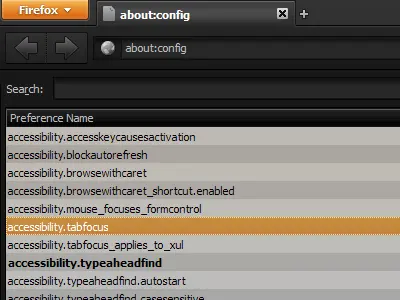 Firefox
about:config
about:config
Search:
Preference Name
accessibility.accesskeycausesactivation
accessibility.blockautorefresh
accessibility.browsewithcaret
accessibility.browsewithcaret_shortcut.enabled
accessibility.mouse_focuses_formcontrol
accessibility.tabfocus
accessibility.tabfocus_applies_to_xul
accessibility.typeaheadfind
accessibility.typeaheadfind.autostart
accessibility.typeaheadfind.casesensitive